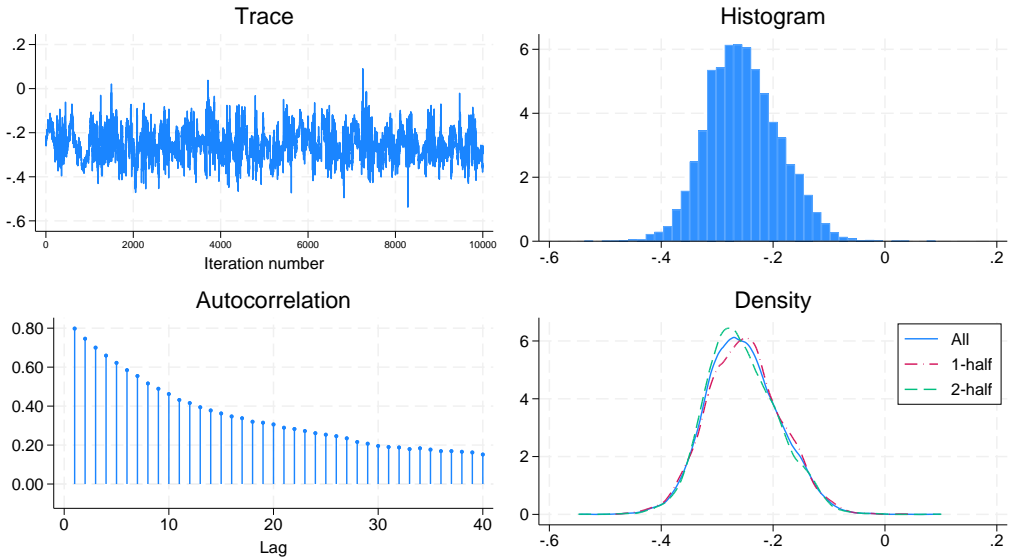 Trace
.2
0
-.2
-.4
-.6
0 2000 4000 6000 8000 10000
Iteration number
Histogram
6
4
2
0
-.6 -.4 -.2 0 .2
Autocorrelation
0.80
0.60
0.40
0.20
0.00
0 10 20 30 40
Lag
Density
6
4
2
0
-.6 -.4 -.2 0 .2
All
1-half
2-half